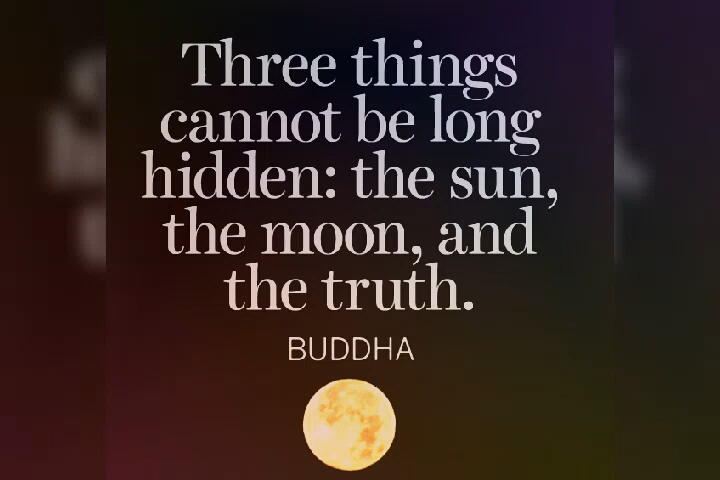 Three things
cannot be long
hidden: the sun,
the moon, and
the truth.
BUDDHA